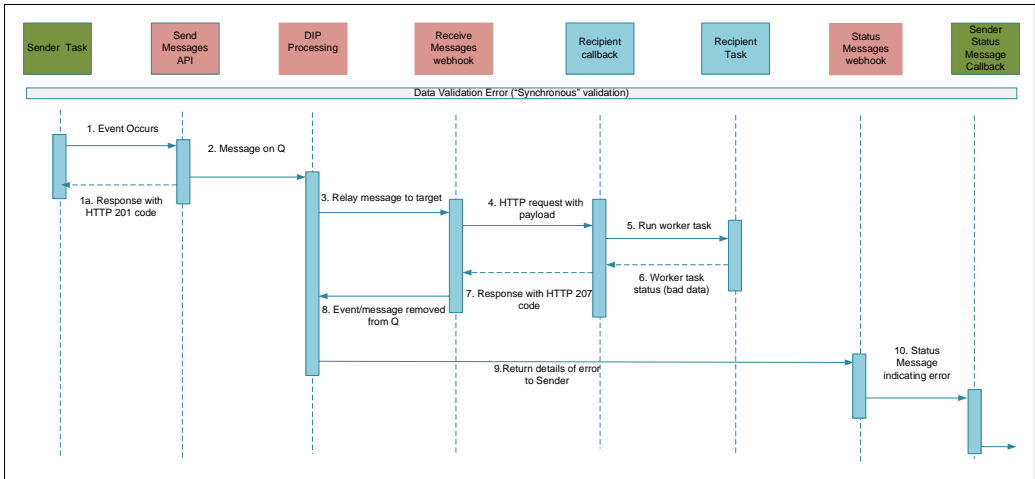 Sender Task
Send
Messages
API
DIP
Processing
Receive
Messages
webhook
Recipient
callback
Recipient
Task
Status
Messages
webhook
Sender
Status
Message
Callback
Data Validation Error ("Synchronous" validation)
1. Event Occurs
2. Message on Q
1a. Response with
HTTP 201 code
3. Relay message to target
4. HTTP request with
payload
5. Run worker task
6. Worker task
status (bad data)
7. Response with HTTP 207
code
8. Event/message removed
from Q
9.Return details of error
to Sender
10. Status
Message
indicating error